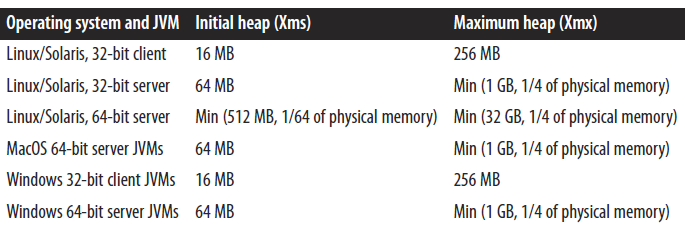 Operating system and JVM Initial heap (Xms) Maximum heap (Xmx)
Linux/Solaris, 32-bit client 16 MB 256 MB
Linux/Solaris, 32-bit server 64 MB Min (1 GB, 1/4 of physical memory)
Linux/Solaris, 64-bit server Min (512 MB, 1/64 of physical memory) Min (32 GB, 1/4 of physical memory)
MacOS 64-bit server JVMs 64 MB Min (1 GB, 1/4 of physical memory)
Windows 32-bit client JVMs 16 MB 256 MB
Windows 64-bit server JVMs 64 MB Min (1 GB, 1/4 of physical memory)